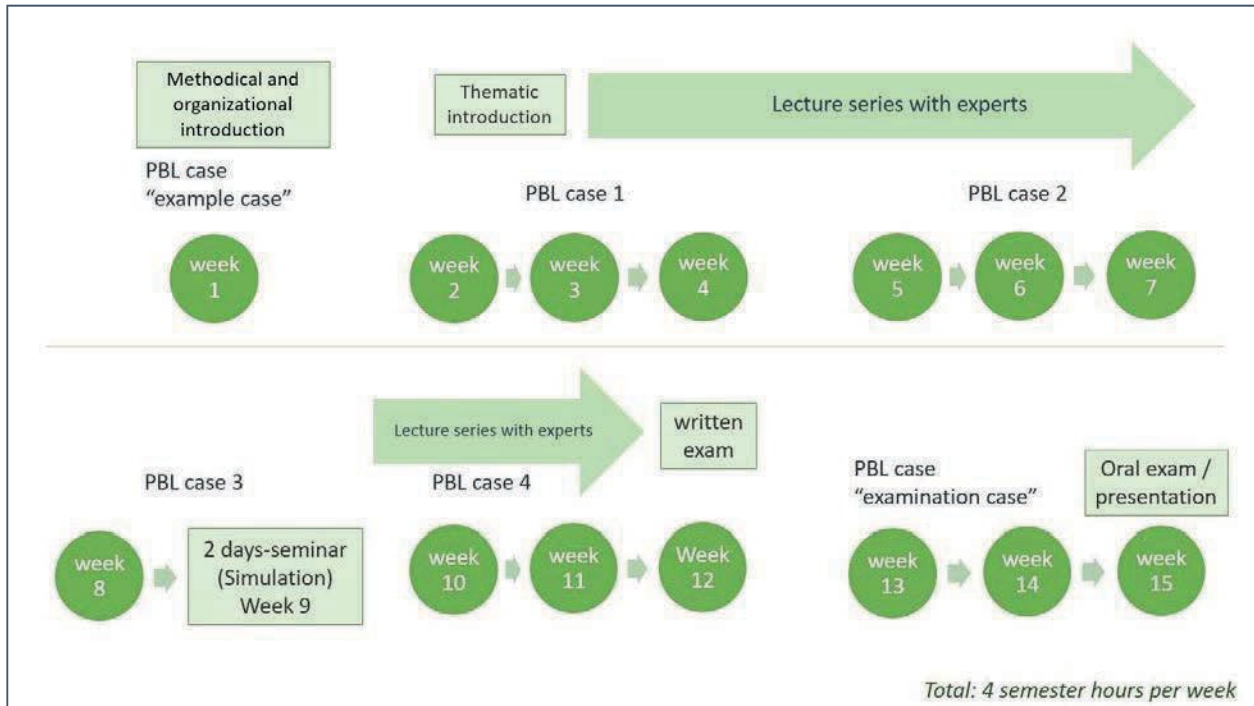 Methodical and
organizational
introduction
Thematic
introduction
Lecture series with experts
PBL case
“example case”
PBL case 1
PBL case 2
week
1
week
2
week
3
week
4
week
5
week
6
week
7
Lecture series with experts
written
exam
PBL case 3
PBL case 4
PBL case
“examination case”
Oral exam /
presentation
week
8
2 days-seminar
(Simulation)
Week 9
week
10
week
11
Week
12
week
13
week
14
week
15
Total: 4 semester hours per week